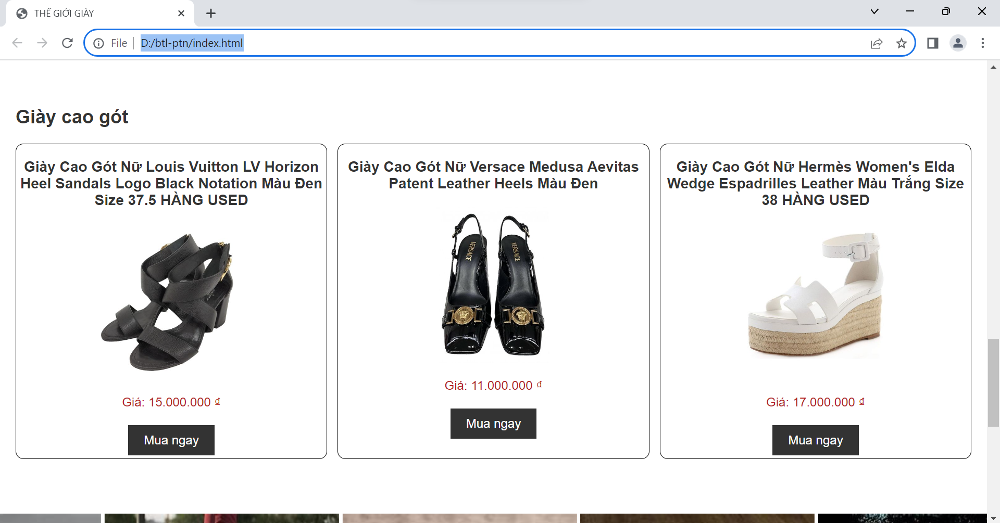 THẾ GIỚI GIÀY
File
D:/btl-ptn/index.html
Giày cao gót
Giày Cao Gót Nữ Louis Vuitton LV Horizon
Heel Sandals Logo Black Notation Màu Đen
Size 37.5 HÀNG USED
Giá: 15.000.000 ₫
Mua ngay
Giày Cao Gót Nữ Versace Medusa Aevitas
Patent Leather Heels Màu Đen
VERSACE
VERSACE
Giá: 11.000.000 ₫
Mua ngay
Giày Cao Gót Nữ Hermès Women's Elda
Wedge Espadrilles Leather Màu Trắng Size
38 HÀNG USED
Giá: 17.000.000 ₫
Mua ngay